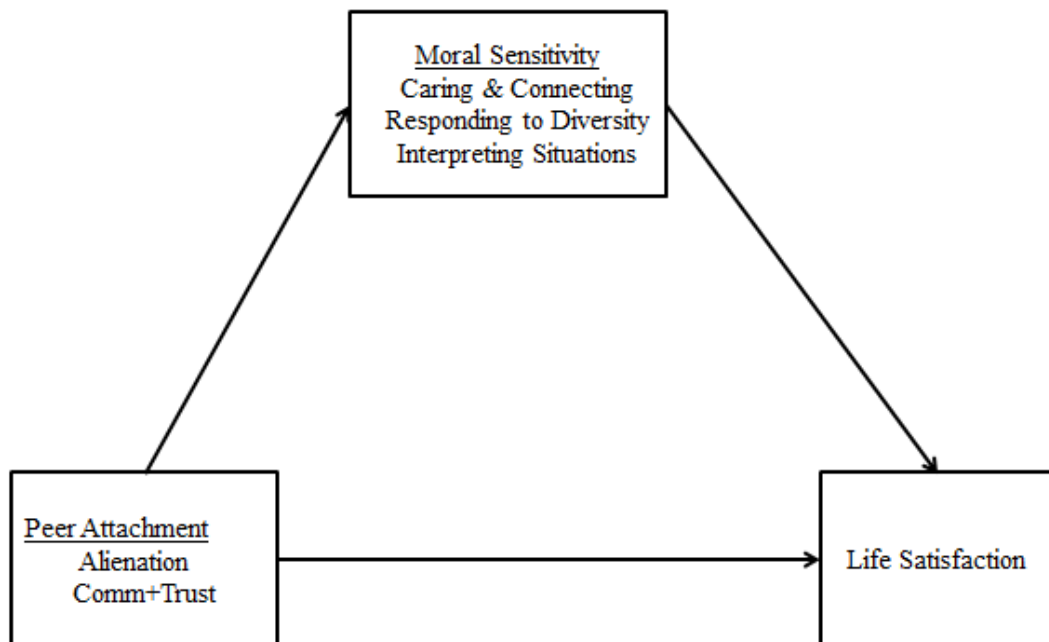 Moral Sensitivity
Caring & Connecting
Responding to Diversity
Interpreting Situations
Peer Attachment
Alienation
Comm+Trust
Life Satisfaction